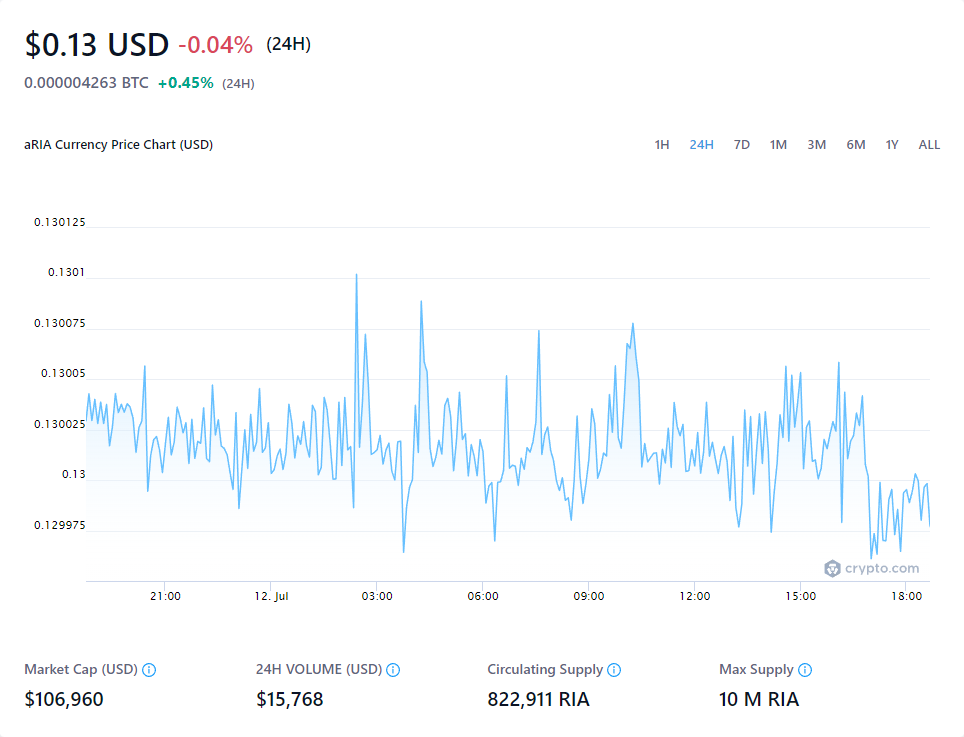 $0.13 USD -0.04% (24H)
0.000004263 BTC +0.45% (24H)
aRIA Currency Price Chart (USD)
1H 24H 7D 1M 3M 6M 1Y ALL
0.130125
0.1301
0.130075
0.13005
0.130025
0.13
0.129975
crypto.com
21:00 12. Jul 03:00 06:00 09:00 12:00 15:00 18:00
Market Cap (USD) 24H VOLUME (USD) Circulating Supply Max Supply
$106,960 $15,768 822,911 RIA 10 M RIA